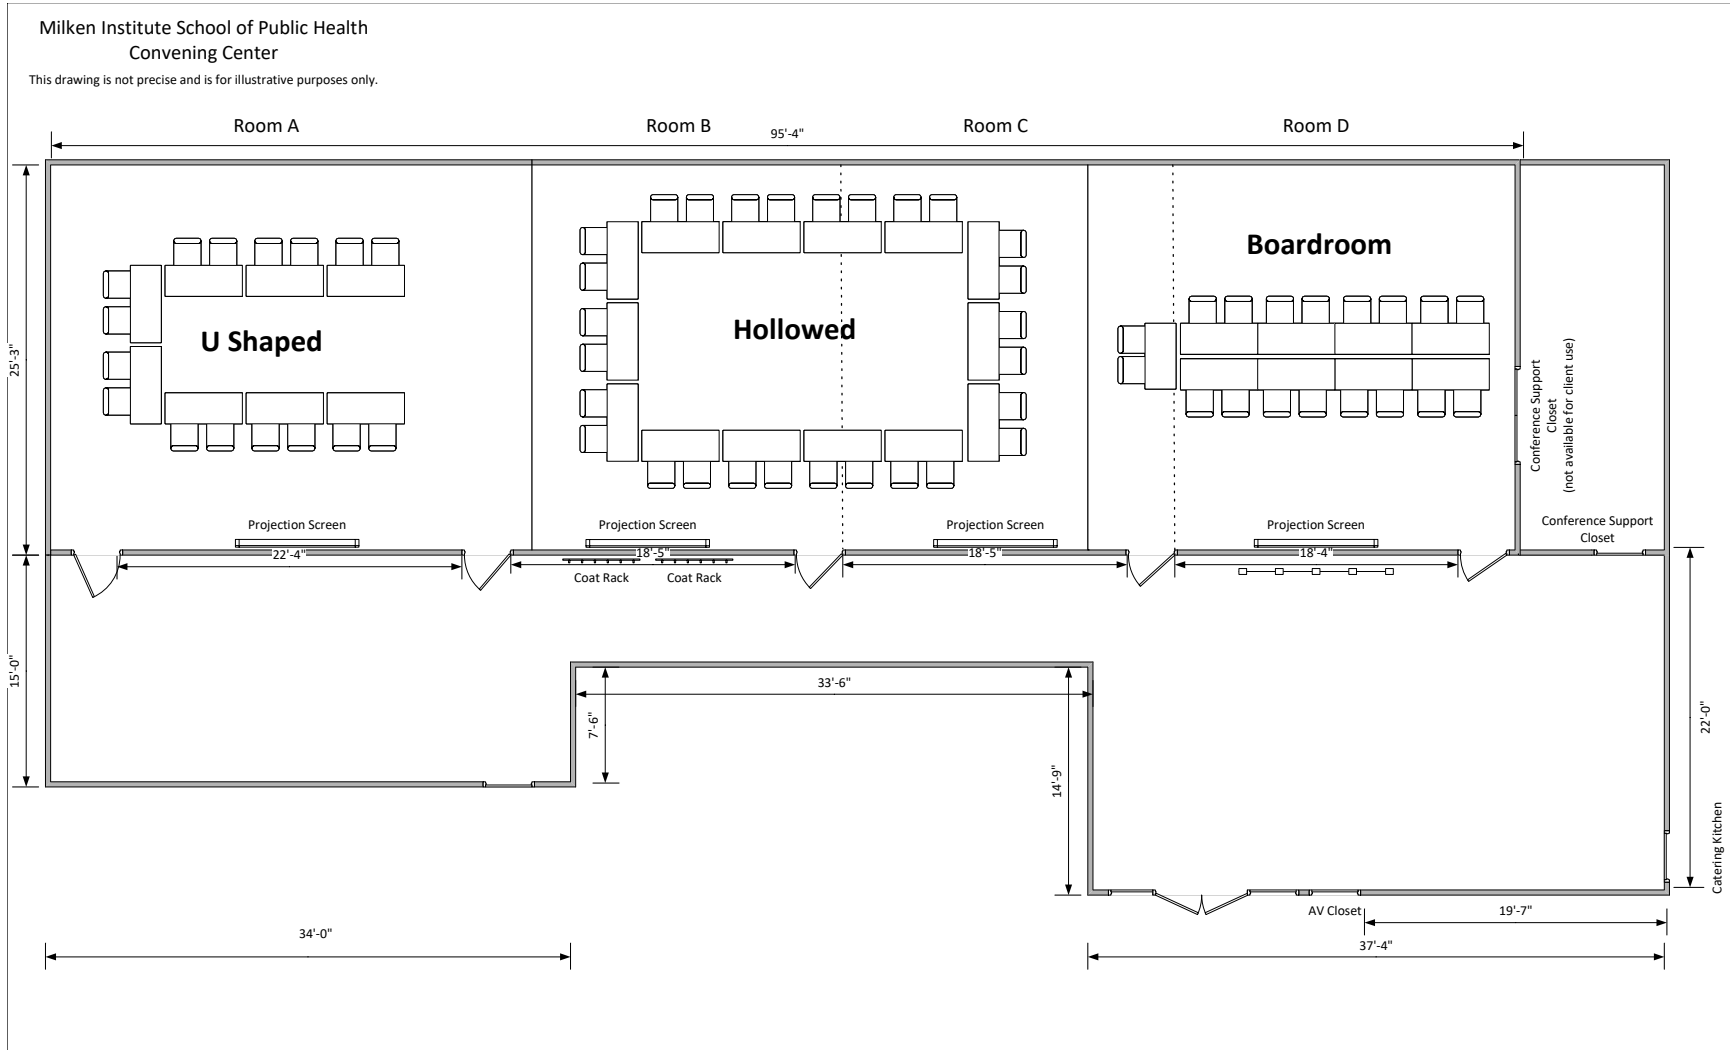 Milken Institute School of Public Health
Convening Center
This drawing is not precise and is for illustrative purposes only.
Room A
Room B
Room C
Room D
95'-4"
25'-3"
U Shaped
Hollowed
Boardroom
Conference Support
Closet
(not available for client use)
Conference Support
Closet
Projection Screen
Projection Screen
Projection Screen
Projection Screen
22'-4"
18'-5"
18'-5"
18'-4"
Coat Rack
Coat Rack
15'-0"
33'-6"
7'-6"
14'-9"
22'-0"
Catering Kitchen
AV Closet
19'-7"
34'-0"
37'-4"